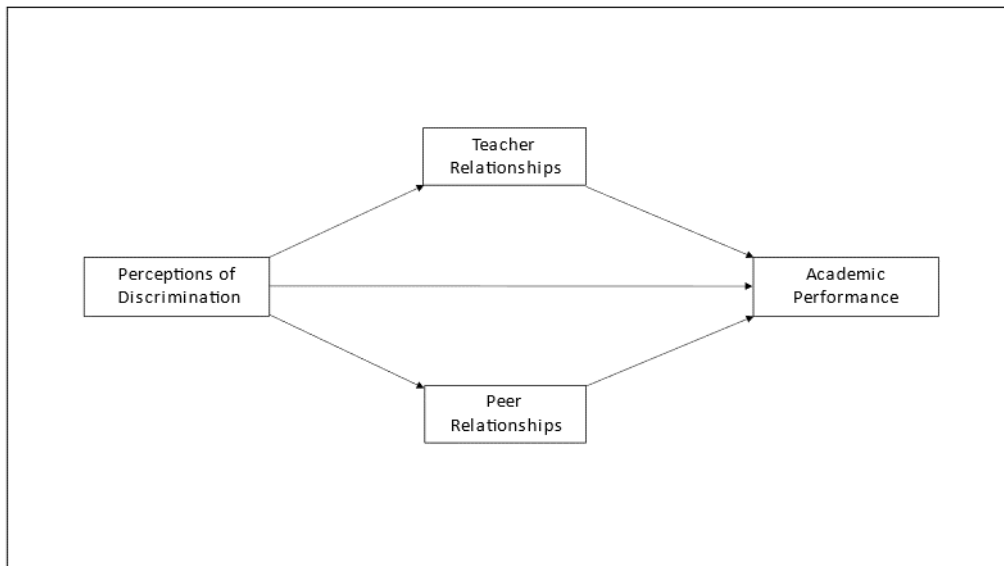 Teacher
Relationships
Perceptions of
Discrimination
Academic
Performance
Peer
Relationships